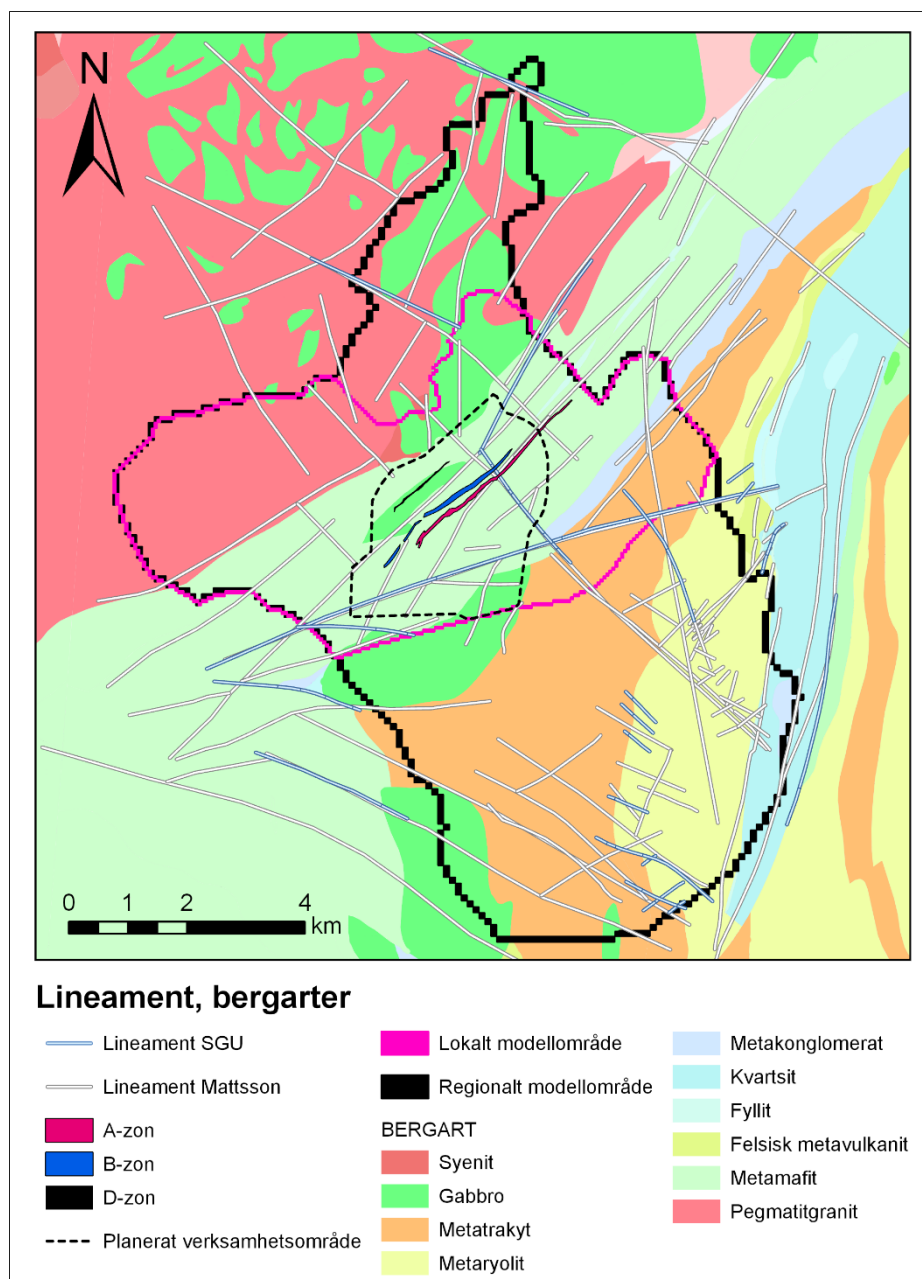 N
0 1 2 4
km
Lineament, bergarter
Lineament SGU
Lineament Mattsson
A-zon
B-zon
D-zon
Planerat verksamhetsområde
Lokalt modellområde
Regionalt modellområde
BERGART
Syenit
Gabbro
Metatrakyt
Metaryolit
Metakonglomerat
Kvartsit
Fyllit
Felsisk metavulkanit
Metamafit
Pegmatitgranit